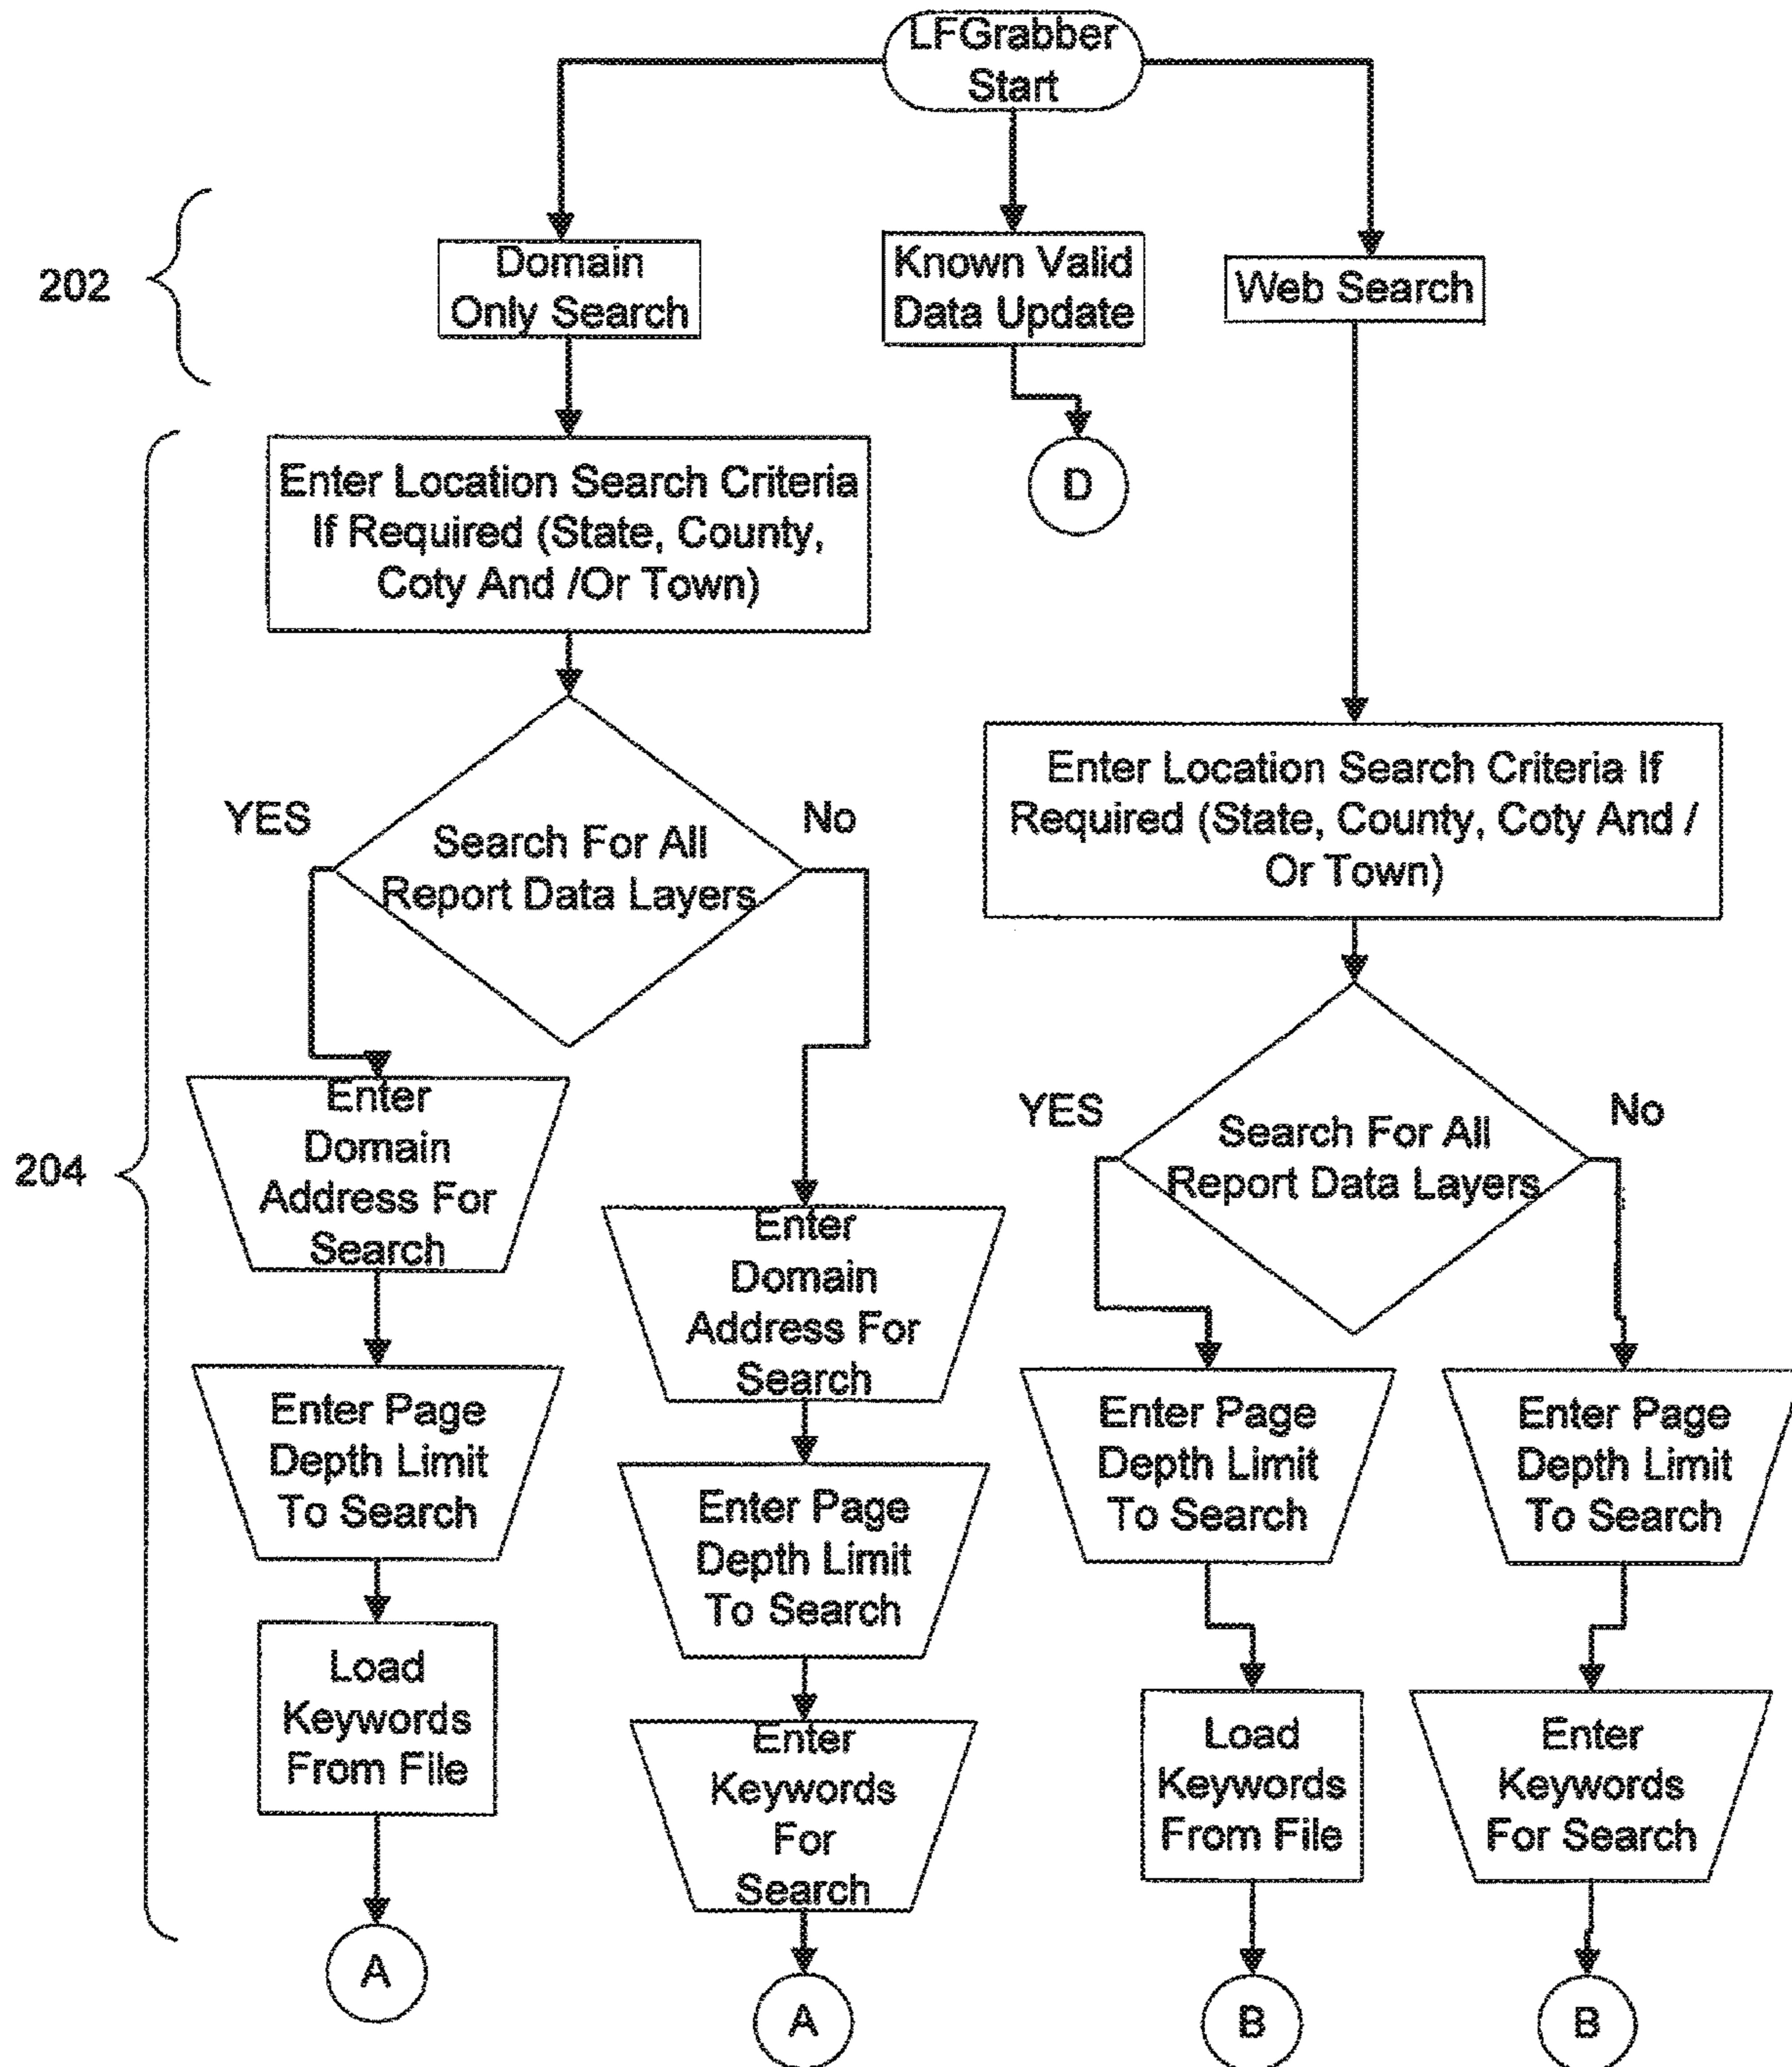 LFGrabber
Start
202
Domain
Only Search
Known Valid
Data Update
Web Search
Enter Location Search Criteria
If Required (State, County,
Coty And /Or Town)
D
YES
No
Search For All
Report Data Layers
Enter Location Search Criteria If
Required (State, County, Coty And /
Or Town)
204
Enter
Domain
Address For
Search
Enter
Domain
Address For
Search
YES
No
Search For All
Report Data Layers
Enter Page
Depth Limit
To Search
Enter Page
Depth Limit
To Search
Enter Page
Depth Limit
To Search
Enter Page
Depth Limit
To Search
Load
Keywords
From File
Enter
Keywords
For
Search
Load
Keywords
From File
Enter
Keywords
For Search
A
A
B
B